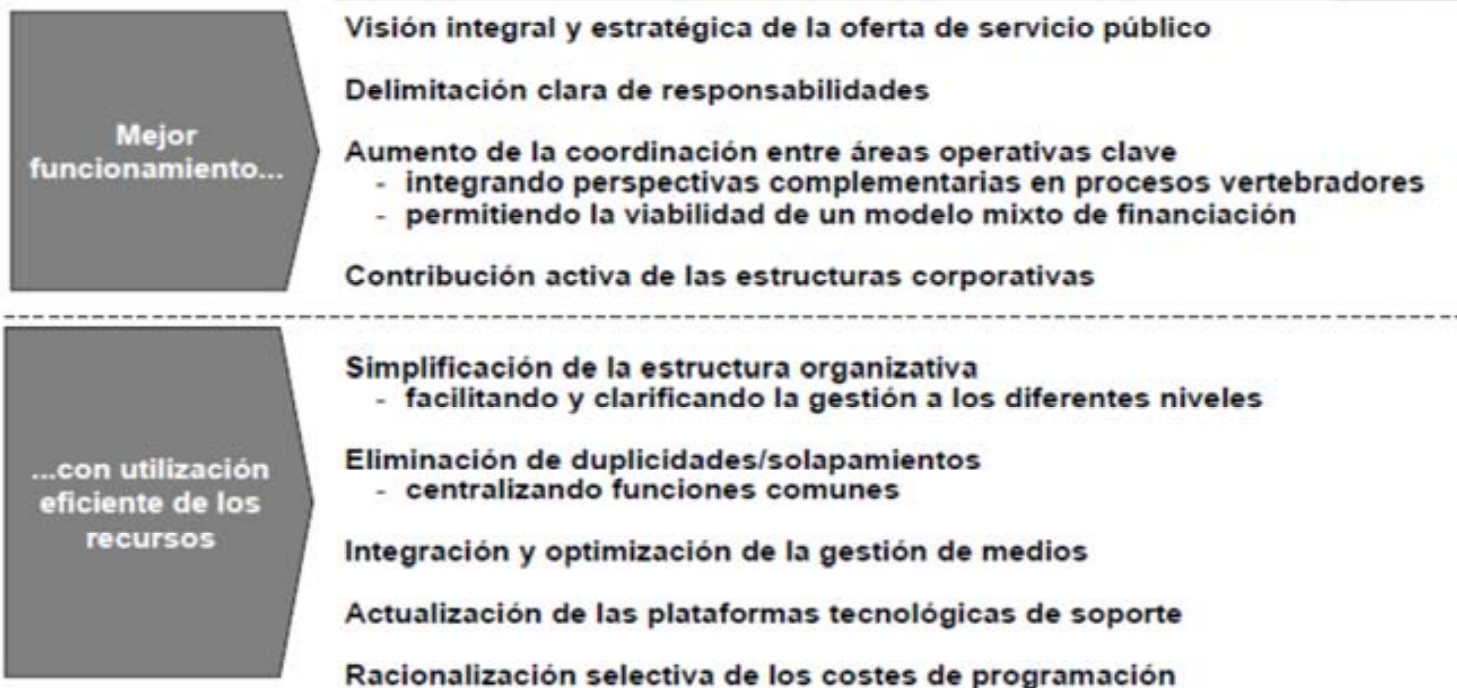 Mejor
funcionamiento...
Visión integral y estratégica de la oferta de servicio público
Delimitación clara de responsabilidades
Aumento de la coordinación entre áreas operativas clave
- integrando perspectivas complementarias en procesos vertebradores
- permitiendo la viabilidad de un modelo mixto de financiación
Contribución activa de las estructuras corporativas
...con utilización
eficiente de los
recursos
Simplificación de la estructura organizativa
- facilitando y clarificando la gestión a los diferentes niveles
Eliminación de duplicidades/solapamientos
- centralizando funciones comunes
Integración y optimización de la gestión de medios
Actualización de las plataformas tecnológicas de soporte
Racionalización selectiva de los costes de programación